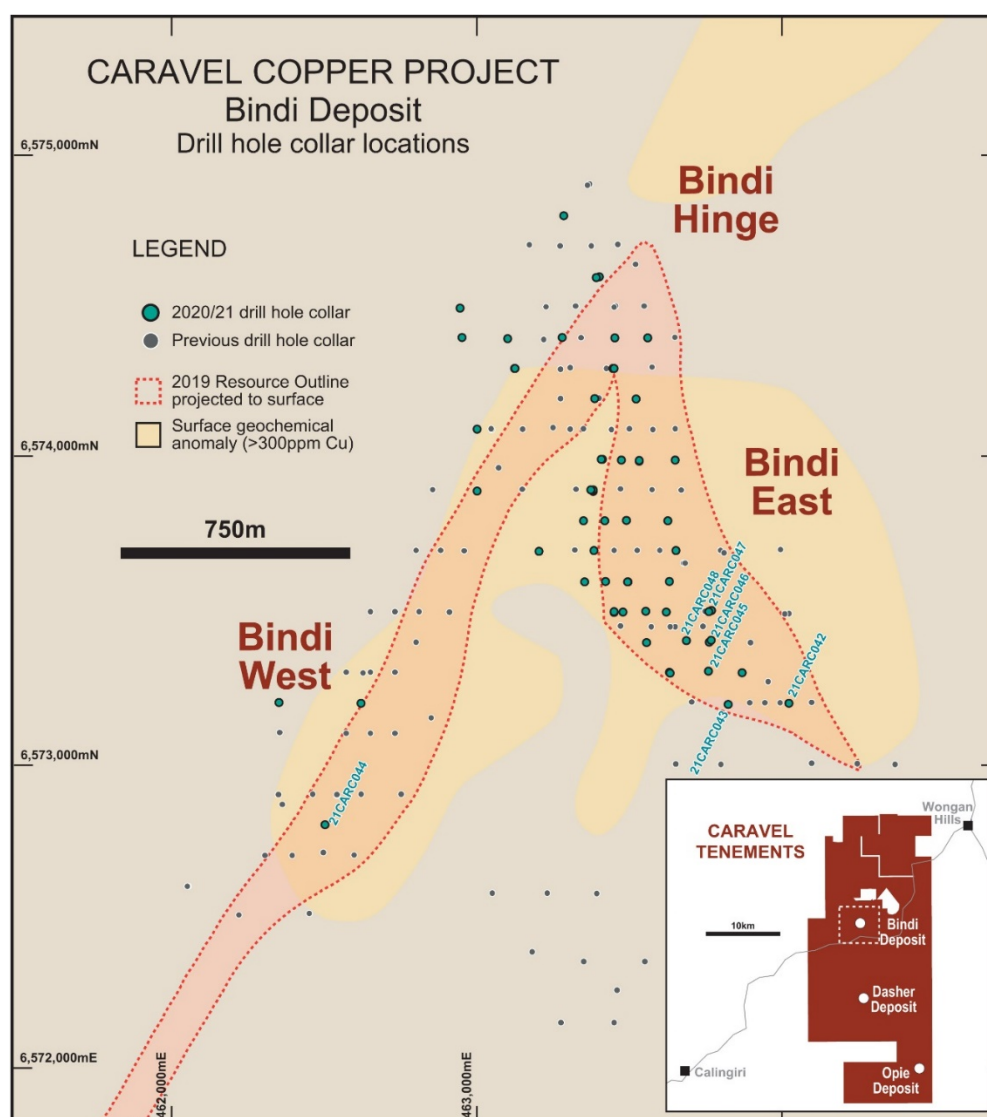 CARAVEL COPPER PROJECT
Bindi Deposit
Drill hole collar locations
6,575,000mN
Bindi
Hinge
LEGEND
2020/21 drill hole collar
Previous drill hole collar
2019 Resource Outline
projected to surface
Surface geochemical
anomaly (>300ppm Cu)
6,574,000mN
Bindi
East
750m
21CARC048
21CARC047
21CARC046
21CARC045
21CARC042
Bindi
West
21CARC043
6,573,000mN
21CARC044
Wongan
Hills
CARAVEL
TENEMENTS
10km
Bindi
Deposit
Dasher
Deposit
Calingiri
Opie
Deposit
6,572,000mE
462,000mE
463,000mE